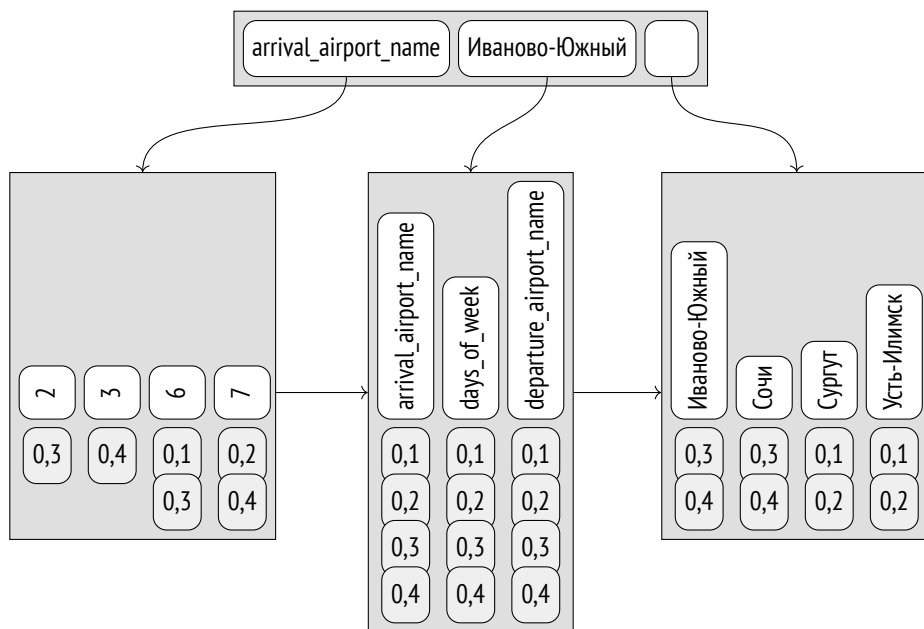 arrival_airport_name Иваново-Южный
2 3 6 7
0,3 0,4 0,1 0,2
0,3 0,4
arrival_airport_name days_of_week departure_airport_name
0,1 0,1 0,1
0,2 0,2 0,2
0,3 0,3 0,3
0,4 0,4 0,4
Иваново-Южный Сочи Сургут Усть-Илимск
0,3 0,3 0,1 0,1
0,4 0,4 0,2 0,2